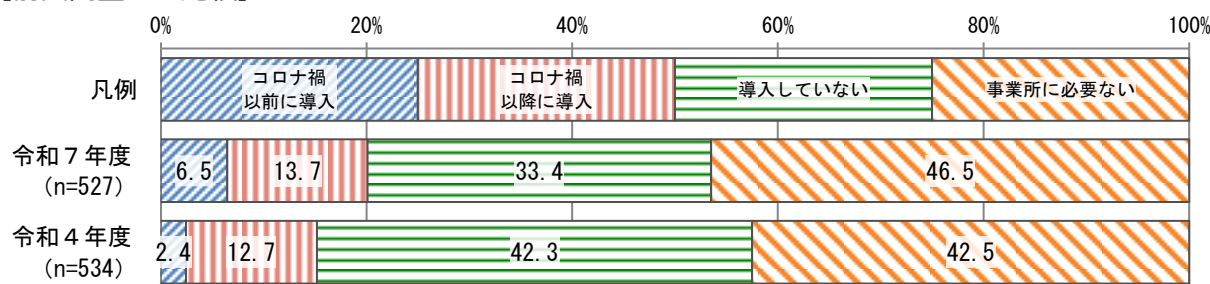 0% 20% 40% 60% 80% 100%
凡例
コロナ禍
以前に導入
コロナ禍
以降に導入
導入していない
事業所に必要ない
令和７年度
(n=527)
6.5 13.7 33.4 46.5
令和４年度
(n=534)
2.4 12.7 42.3 42.5